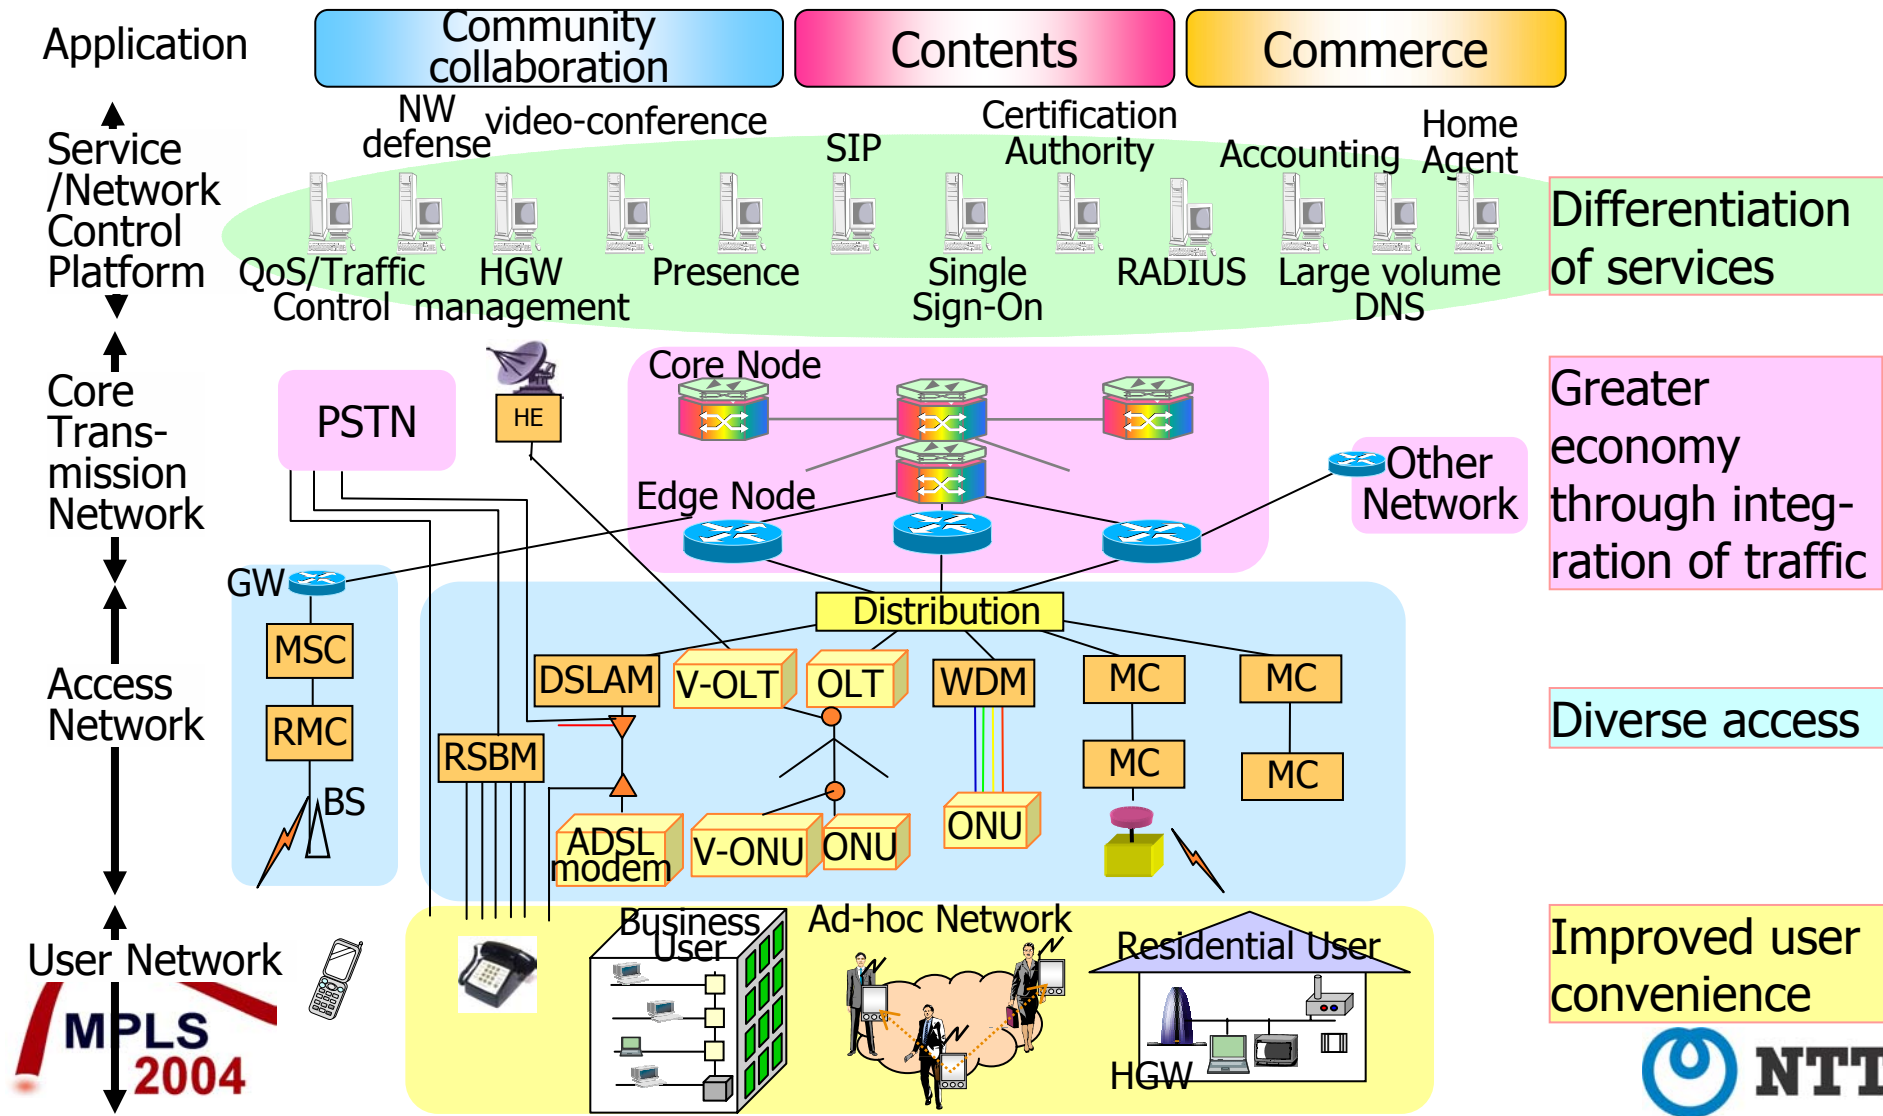 Application
Community
collaboration
Contents
Commerce
Service
/Network
Control
Platform
NW
defense
video-conference
SIP
Certification
Authority
Accounting
Home
Agent
QoS/Traffic
Control
HGW
management
Presence
Single
Sign-On
RADIUS
Large volume
DNS
Differentiation
of services
Core
Trans-
mission
Network
PSTN
HE
Core Node
Edge Node
Other
Network
Greater
economy
through integ-
ration of traffic
Access
Network
GW
MSC
RMC
BS
Distribution
DSLAM
V-OLT
OLT
WDM
MC
MC
RSBM
MC
MC
ADSL
modem
V-ONU
ONU
ONU
Diverse access
User Network
Business
User
Ad-hoc Network
Residential User
HGW
Improved user
convenience
MPLS
2004
NTT